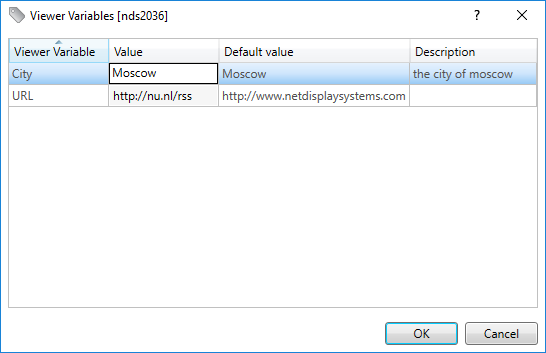 Viewer Variables [nds2036]
Viewer Variable Value Default value Description
City Moscow Moscow the city of moscow
URL http://nu.nl/rss http://www.netdisplaysystems.com
OK Cancel